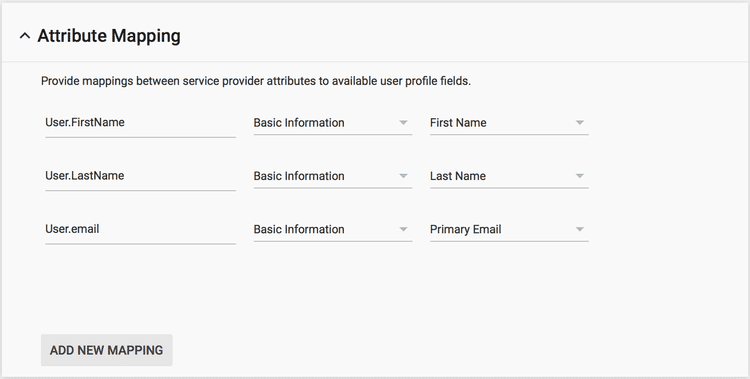 Attribute Mapping
Provide mappings between service provider attributes to available user profile fields.
User.FirstName Basic Information First Name
User.LastName Basic Information Last Name
User.email Basic Information Primary Email
ADD NEW MAPPING